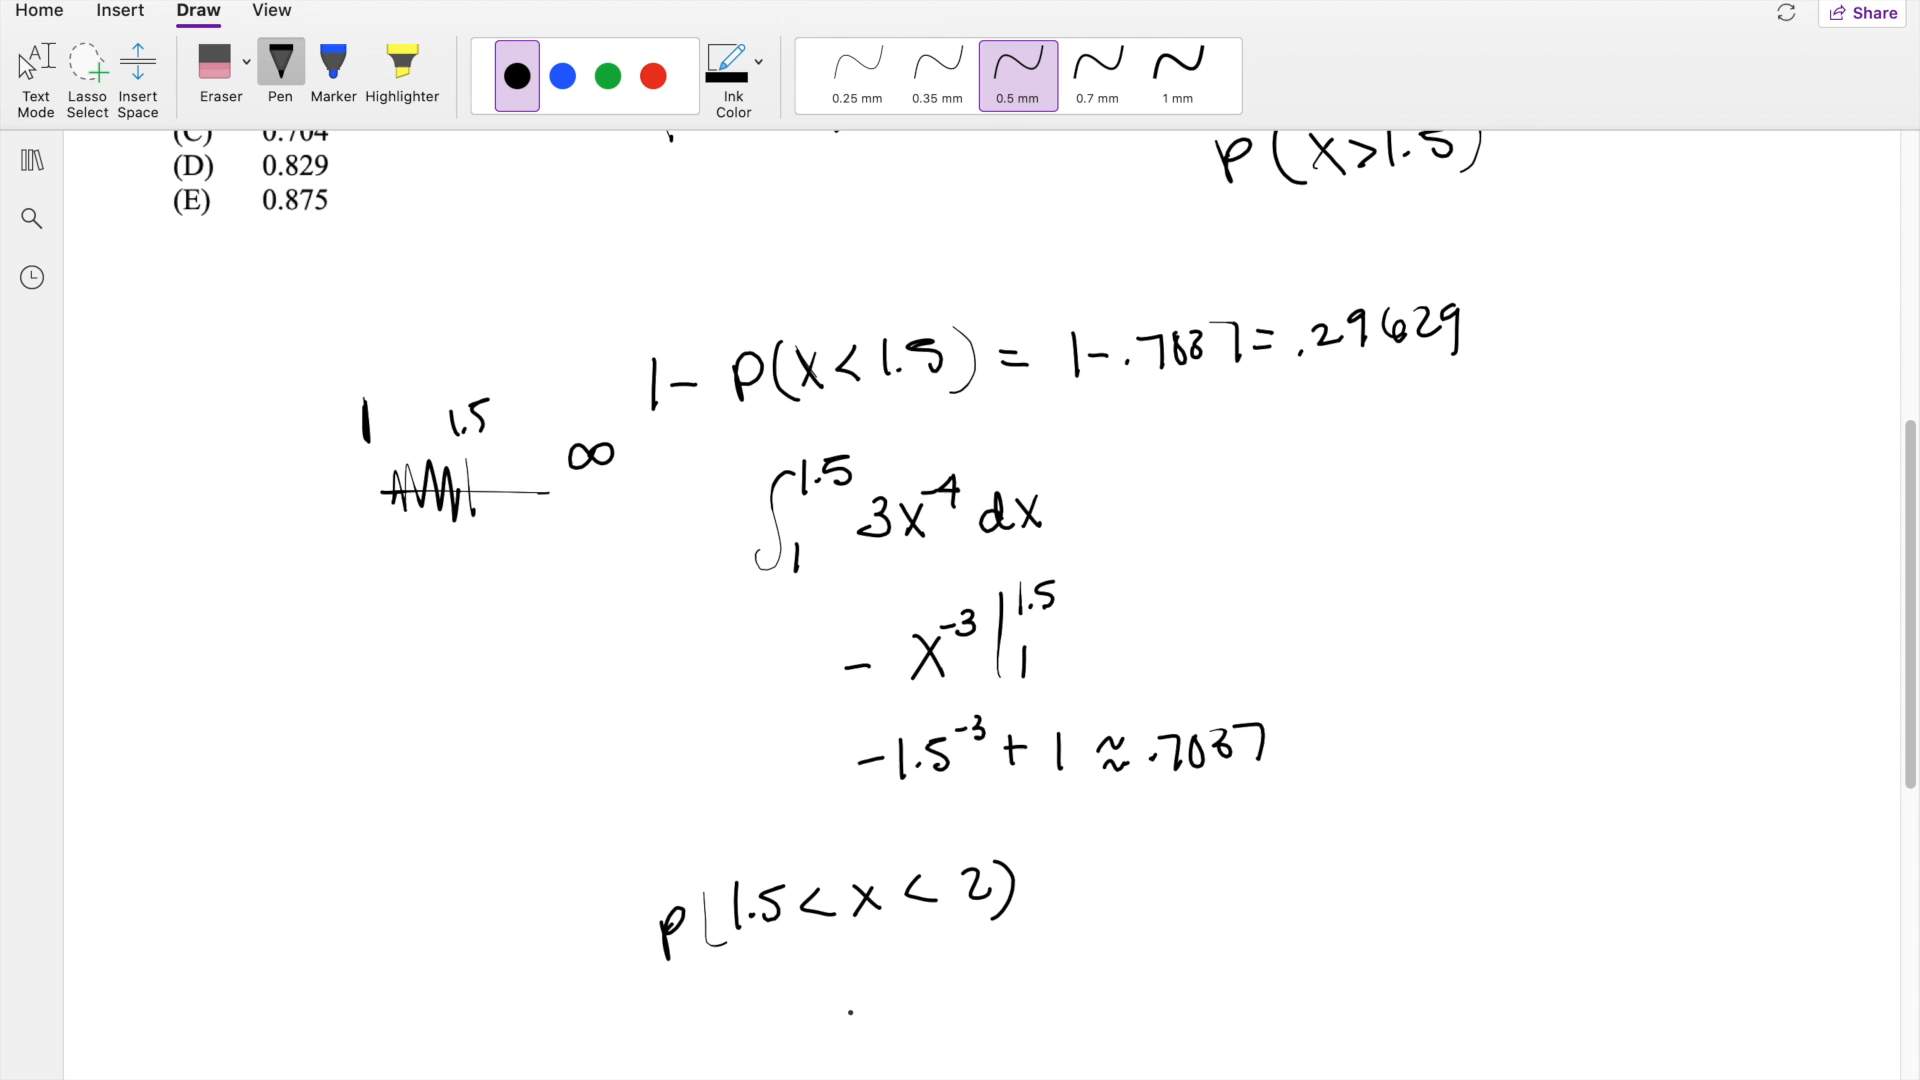 Home Insert Draw View
Share
Text Mode
Lasso Select
Insert Space
Eraser
Pen
Marker
Highlighter
Ink Color
0.25 mm
0.35 mm
0.5 mm
0.7 mm
1 mm
(C) 0.704
(D) 0.829
(E) 0.875
P(X>1.5)
1 - P(X < 1.5) = 1 - .7037 = .29629
1 1.5 ∞
∫₁^1.5 3x^-4 dx
- x^-3 |₁^1.5
-1.5^-3 + 1 ≈ .7037
P(1.5 < x < 2)